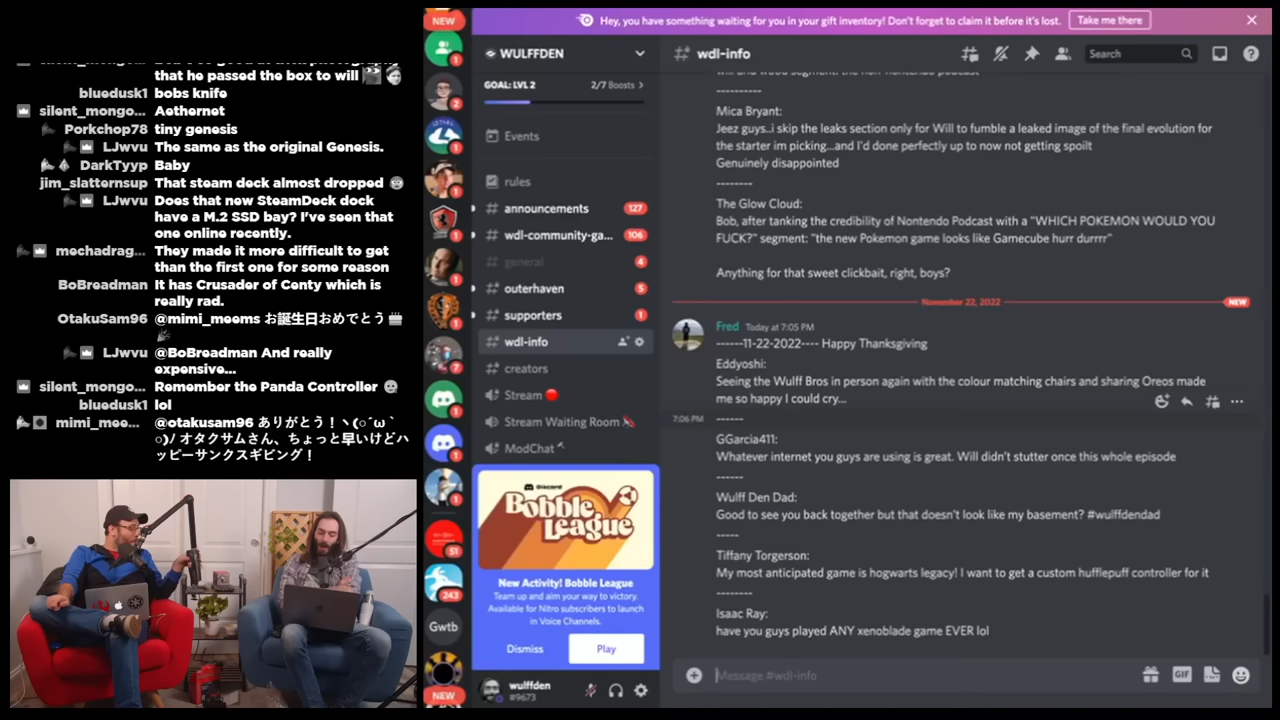 that he passed the box to will
bluedusk1 bobs knife
silent_mongo... Aethernet
Porkchop78 tiny genesis
LJwvu The same as the original Genesis.
DarkTyyp Baby
jim_slatternsup That steam deck almost dropped
LJwvu Does that new SteamDeck dock
have a M.2 SSD bay? I've seen that
one online recently.
mechadrag... They made it more difficult to get
than the first one for some reason
BoBreadman It has Crusader of Centy which is
really rad.
OtakuSam96 @mimi_meems お誕生日おめでとう
LJwvu @BoBreadman And really
expensive...
silent_mongo... Remember the Panda Controller
bluedusk1 lol
mimi_mee... @otakusam96 ありがとう！ヽ(○´ω`
○)ﾉ オタクサムさん、ちょっと早いけどハ
ッピーサンクスギビング！
NEW
2
1
1
1
1
1
7
1
1
1
51
243
Gwtb
NEW
Hey, you have something waiting for you in your gift inventory! Don't forget to claim it before it's lost.
Take me there
WULFFDEN
GOAL: LVL 2
2/7 Boosts >
Events
rules
announcements 127
wdl-community-ga... 106
general 4
outerhaven 5
supporters 1
wdl-info
creators
Stream
Stream Waiting Room
ModChat
Discord
Bobble
League
New Activity! Bobble League
Team up and aim your way to victory.
Available for Nitro subscribers to launch
in Voice Channels.
Dismiss
Play
wulffden
#9673
wdl-info
Search
----------
Mica Bryant:
Jeez guys..i skip the leaks section only for Will to fumble a leaked image of the final evolution for
the starter im picking...and I'd done perfectly up to now not getting spoilt
Genuinely disappointed
--------
The Glow Cloud:
Bob, after tanking the credibility of Nontendo Podcast with a "WHICH POKEMON WOULD YOU
FUCK?" segment: "the new Pokemon game looks like Gamecube hurr durrrr"
Anything for that sweet clickbait, right, boys?
November 22, 2022
NEW
Fred Today at 7:05 PM
------11-22-2022---- Happy Thanksgiving
Eddyoshi:
Seeing the Wulff Bros in person again with the colour matching chairs and sharing Oreos made
me so happy I could cry...
7:06 PM ------
GGarcia411:
Whatever internet you guys are using is great. Will didn't stutter once this whole episode
------
Wulff Den Dad:
Good to see you back together but that doesn't look like my basement? #wulffdendad
-----
Tiffany Torgerson:
My most anticipated game is hogwarts legacy! I want to get a custom hufflepuff controller for it
--------
Isaac Ray:
have you guys played ANY xenoblade game EVER lol
Message #wdl-info
GIF